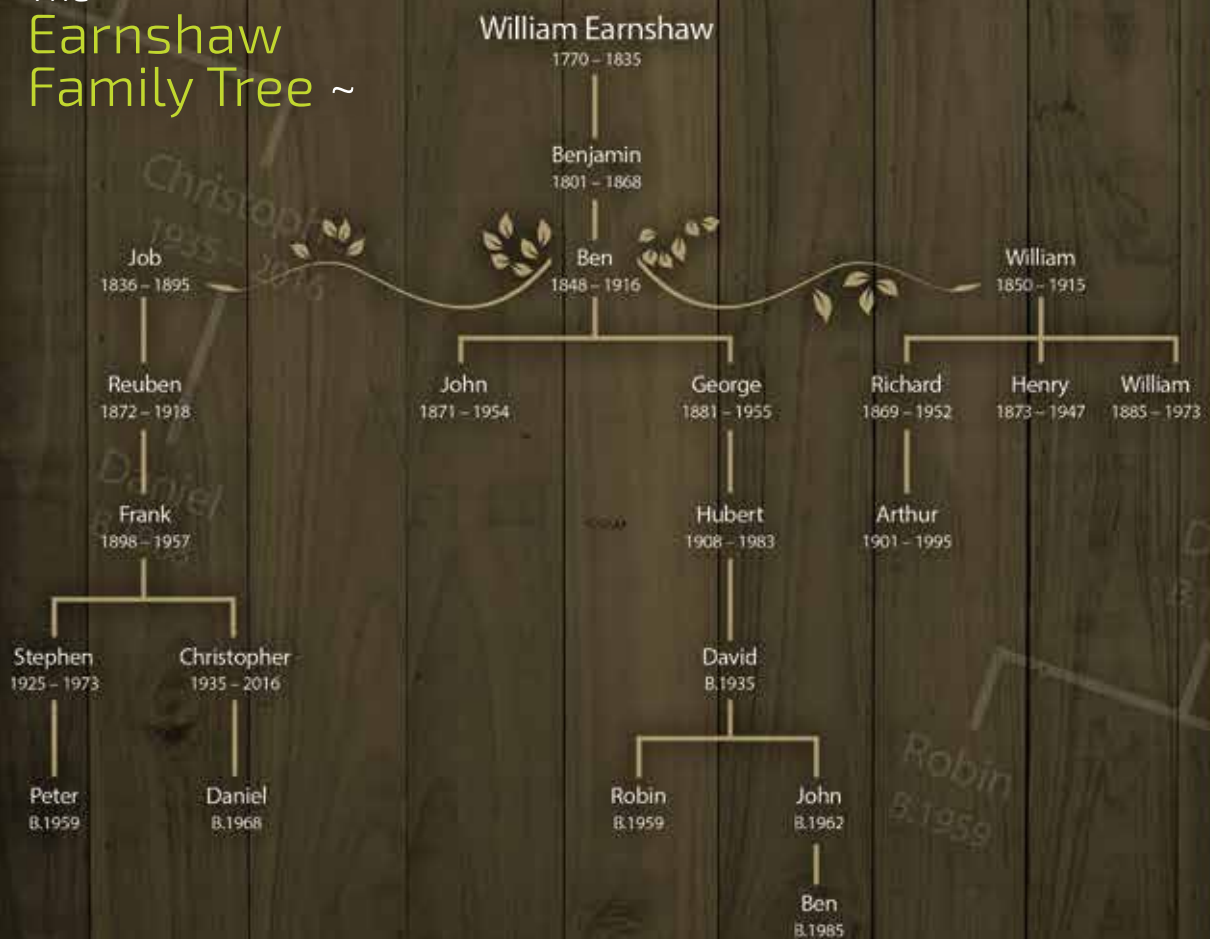 Earnshaw
Family Tree ~
William Earnshaw
1770 – 1835
Benjamin
1801 – 1868
Job
1836 – 1895
Ben
1848 – 1916
William
1850 – 1915
Reuben
1872 – 1918
John
1871 – 1954
George
1881 – 1955
Richard
1869 – 1952
Henry
1873 – 1947
William
1885 – 1973
Frank
1898 – 1957
Hubert
1908 – 1983
Arthur
1901 – 1995
Stephen
1925 – 1973
Christopher
1935 – 2016
David
B.1935
Peter
B.1959
Daniel
B.1968
Robin
B.1959
John
B.1962
Ben
B.1985
Christoph
1935 – 2016
Daniel
Robin
B.1959